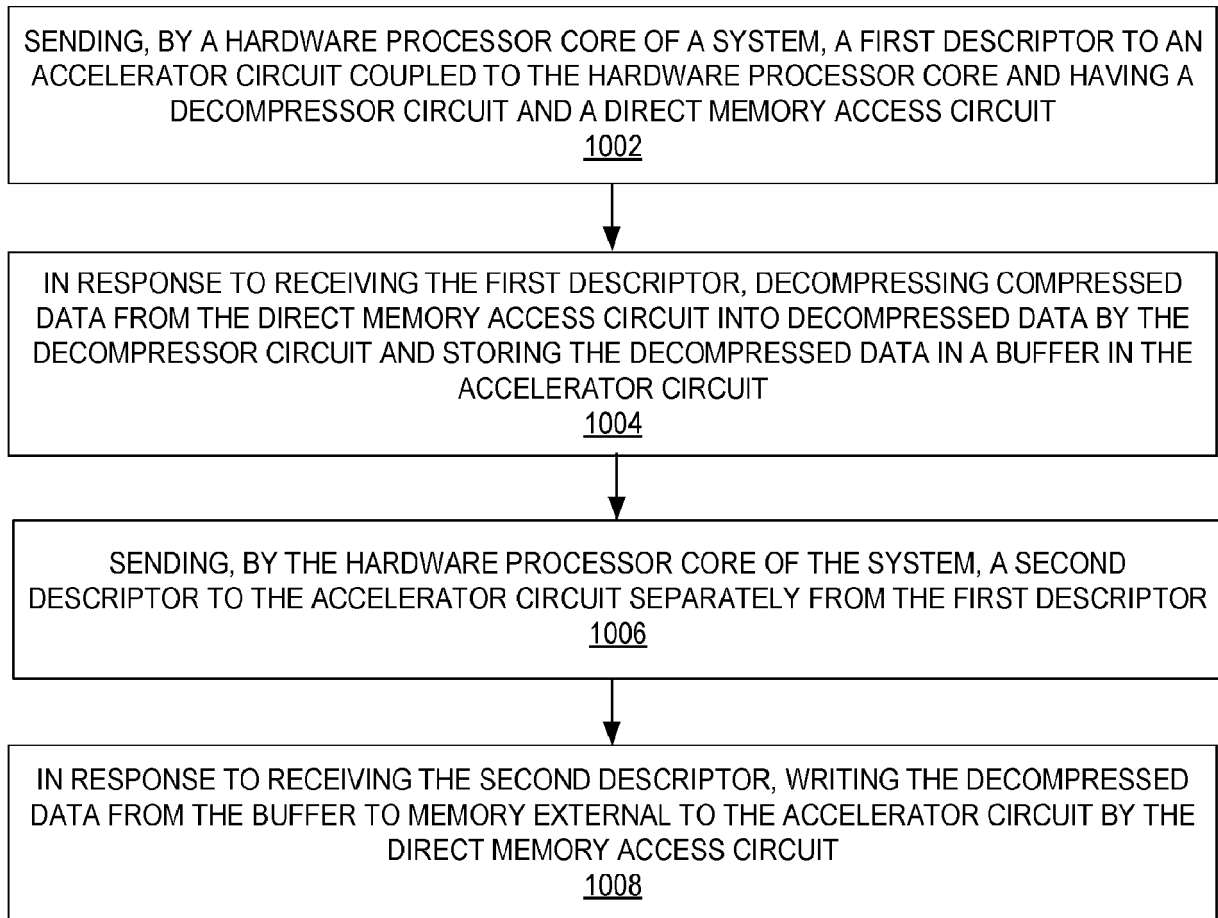 SENDING, BY A HARDWARE PROCESSOR CORE OF A SYSTEM, A FIRST DESCRIPTOR TO AN
ACCELERATOR CIRCUIT COUPLED TO THE HARDWARE PROCESSOR CORE AND HAVING A
DECOMPRESSOR CIRCUIT AND A DIRECT MEMORY ACCESS CIRCUIT
1002
IN RESPONSE TO RECEIVING THE FIRST DESCRIPTOR, DECOMPRESSING COMPRESSED
DATA FROM THE DIRECT MEMORY ACCESS CIRCUIT INTO DECOMPRESSED DATA BY THE
DECOMPRESSOR CIRCUIT AND STORING THE DECOMPRESSED DATA IN A BUFFER IN THE
ACCELERATOR CIRCUIT
1004
SENDING, BY THE HARDWARE PROCESSOR CORE OF THE SYSTEM, A SECOND
DESCRIPTOR TO THE ACCELERATOR CIRCUIT SEPARATELY FROM THE FIRST DESCRIPTOR
1006
IN RESPONSE TO RECEIVING THE SECOND DESCRIPTOR, WRITING THE DECOMPRESSED
DATA FROM THE BUFFER TO MEMORY EXTERNAL TO THE ACCELERATOR CIRCUIT BY THE
DIRECT MEMORY ACCESS CIRCUIT
1008